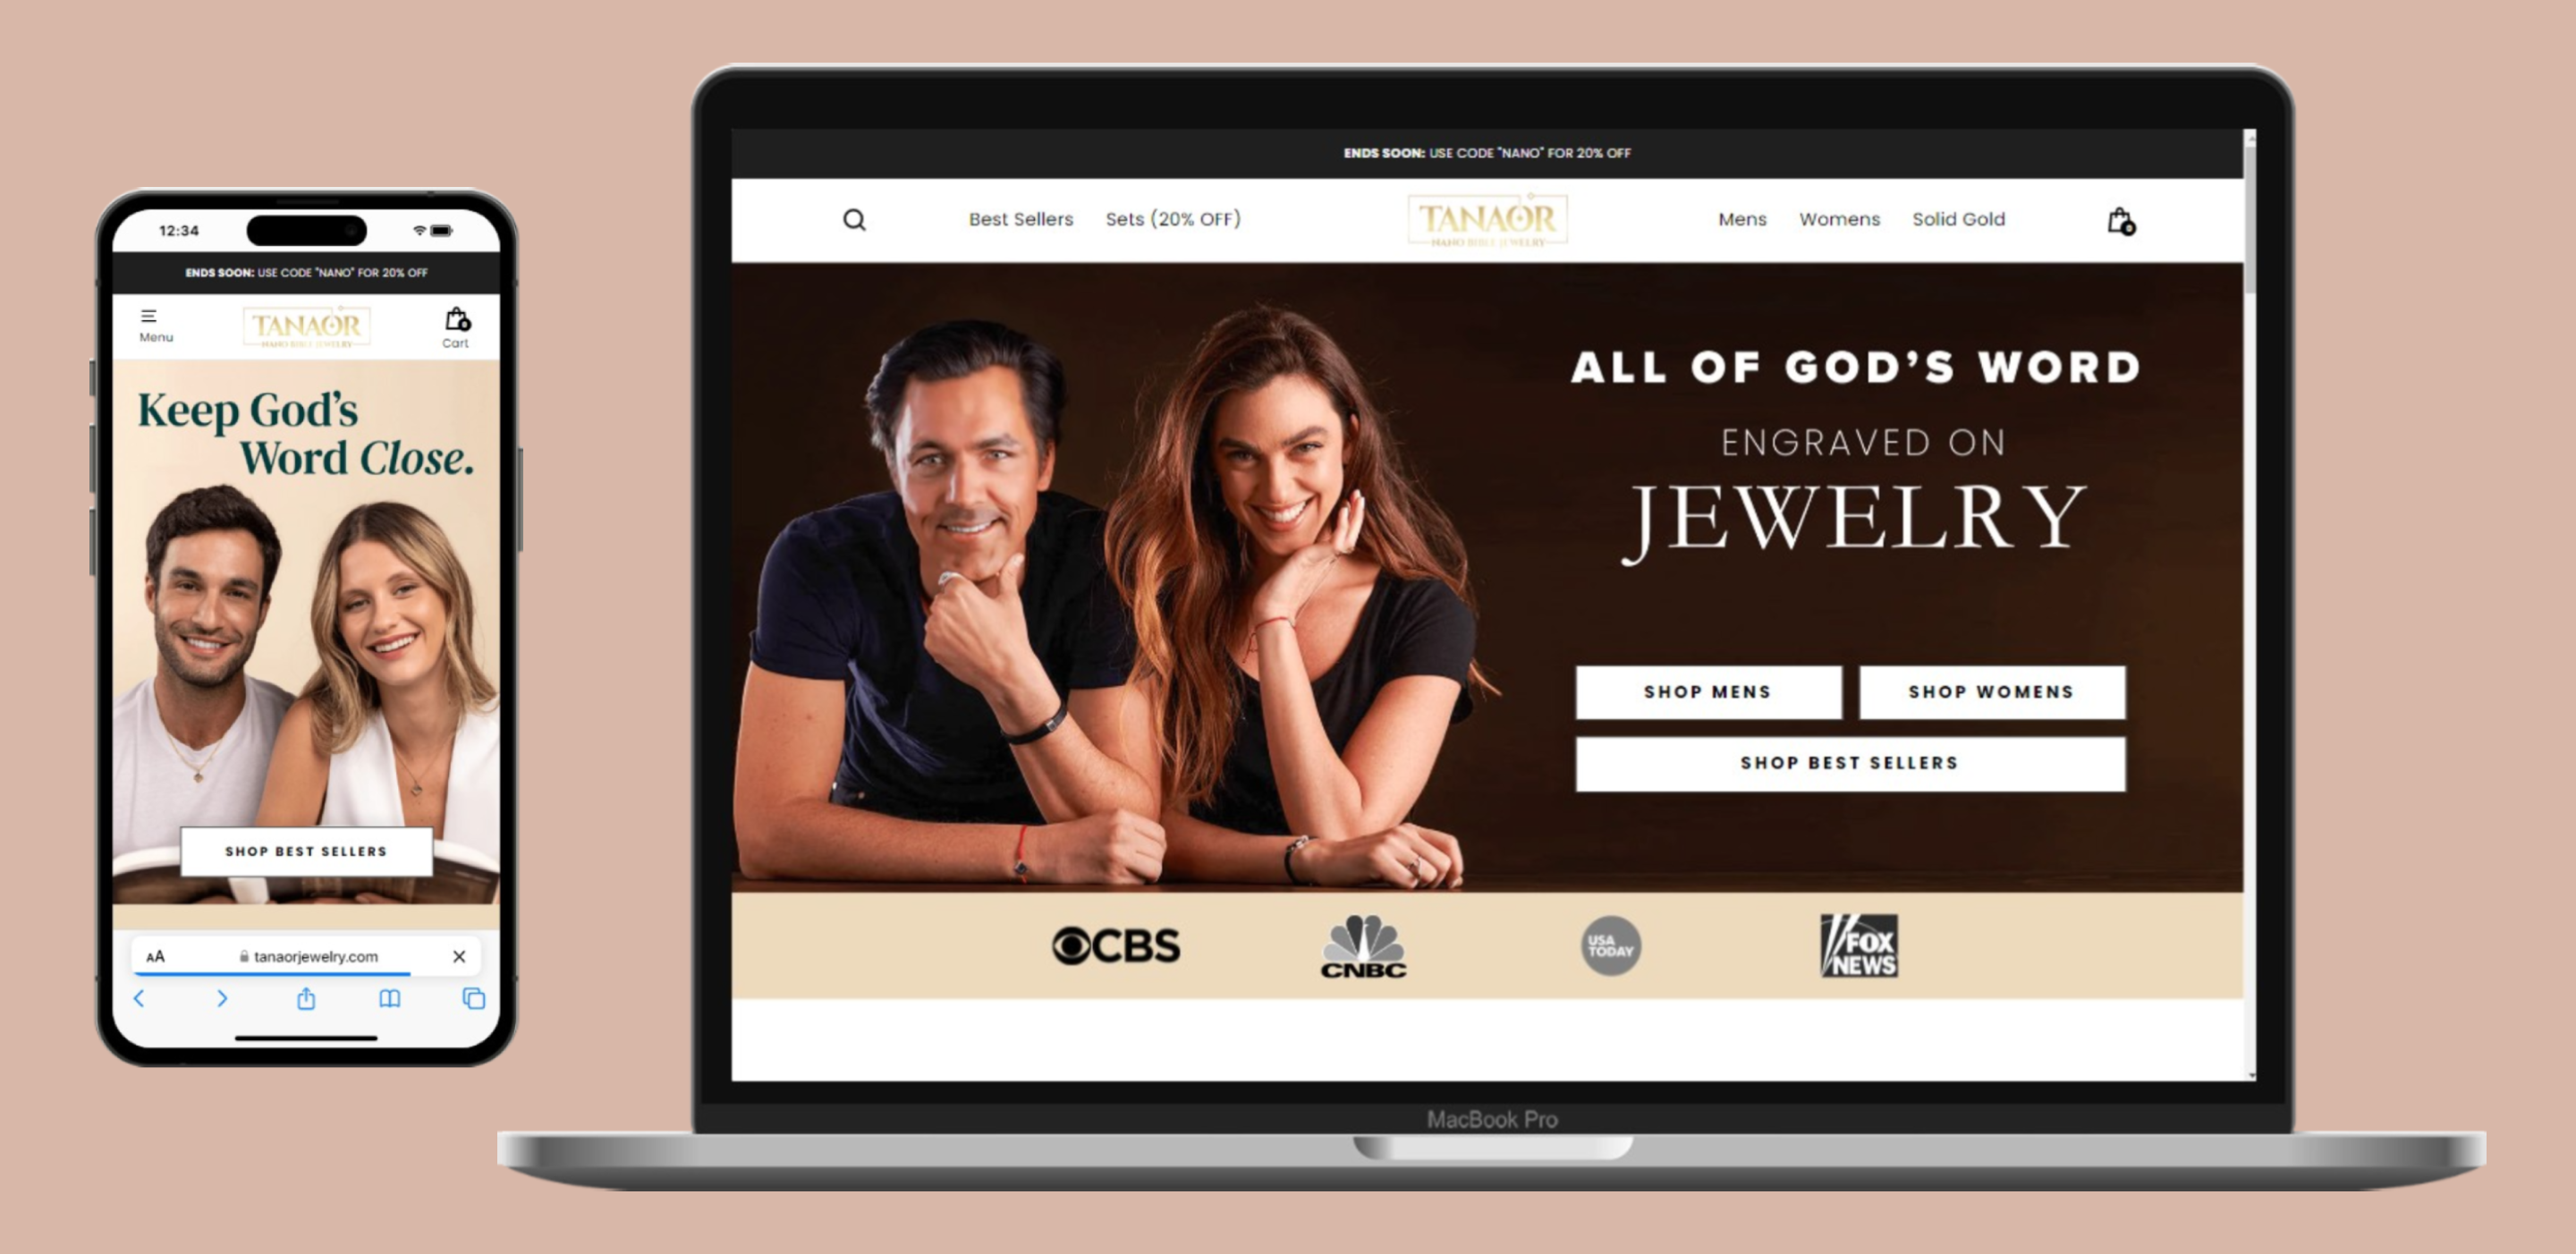 12:34
ENDS SOON: USE CODE "NANO" FOR 20% OFF
Menu
TANAOR
NANO BIBLE JEWELRY
Cart
Keep God's
Word Close.
SHOP BEST SELLERS
AA
tanaorjewelry.com
ENDS SOON: USE CODE "NANO" FOR 20% OFF
Best Sellers
Sets (20% OFF)
TANAOR
NANO BIBLE JEWELRY
Mens
Womens
Solid Gold
0
ALL OF GOD'S WORD
ENGRAVED ON
JEWELRY
SHOP MENS
SHOP WOMENS
SHOP BEST SELLERS
CBS
CNBC
USA
TODAY
FOX
NEWS
MacBook Pro